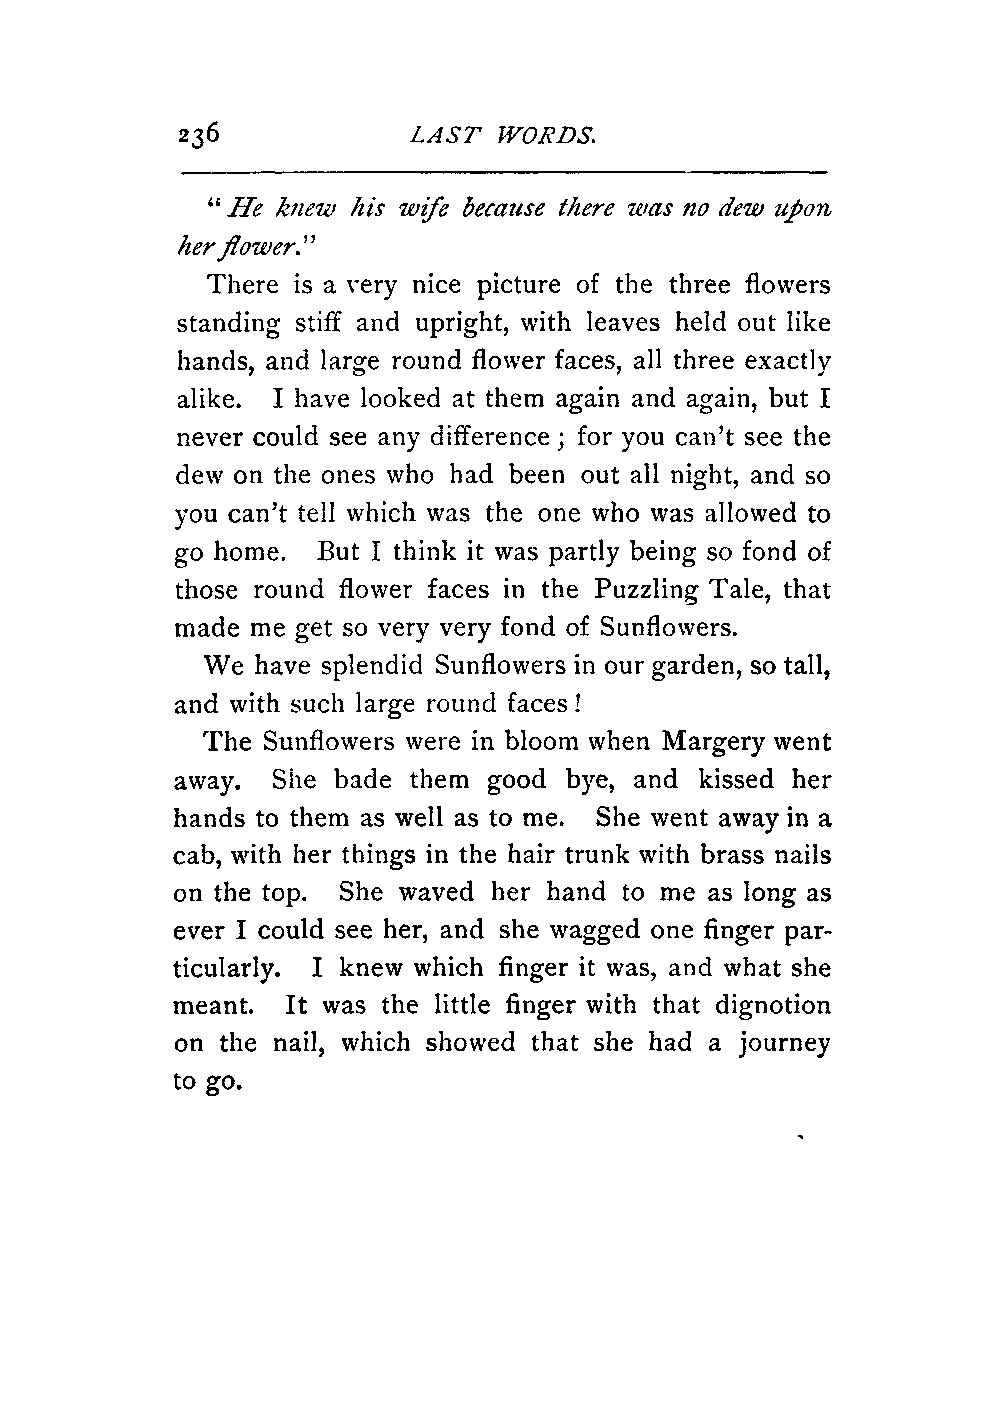 236 LAST WORDS.
"He knew his wife because there was no dew upon
her flower."
There is a very nice picture of the three flowers
standing stiff and upright, with leaves held out like
hands, and large round flower faces, all three exactly
alike. I have looked at them again and again, but I
never could see any difference; for you can't see the
dew on the ones who had been out all night, and so
you can't tell which was the one who was allowed to
go home. But I think it was partly being so fond of
those round flower faces in the Puzzling Tale, that
made me get so very very fond of Sunflowers.
We have splendid Sunflowers in our garden, so tall,
and with such large round faces!
The Sunflowers were in bloom when Margery went
away. She bade them good bye, and kissed her
hands to them as well as to me. She went away in a
cab, with her things in the hair trunk with brass nails
on the top. She waved her hand to me as long as
ever I could see her, and she wagged one finger par-
ticularly. I knew which finger it was, and what she
meant. It was the little finger with that dignotion
on the nail, which showed that she had a journey
to go.